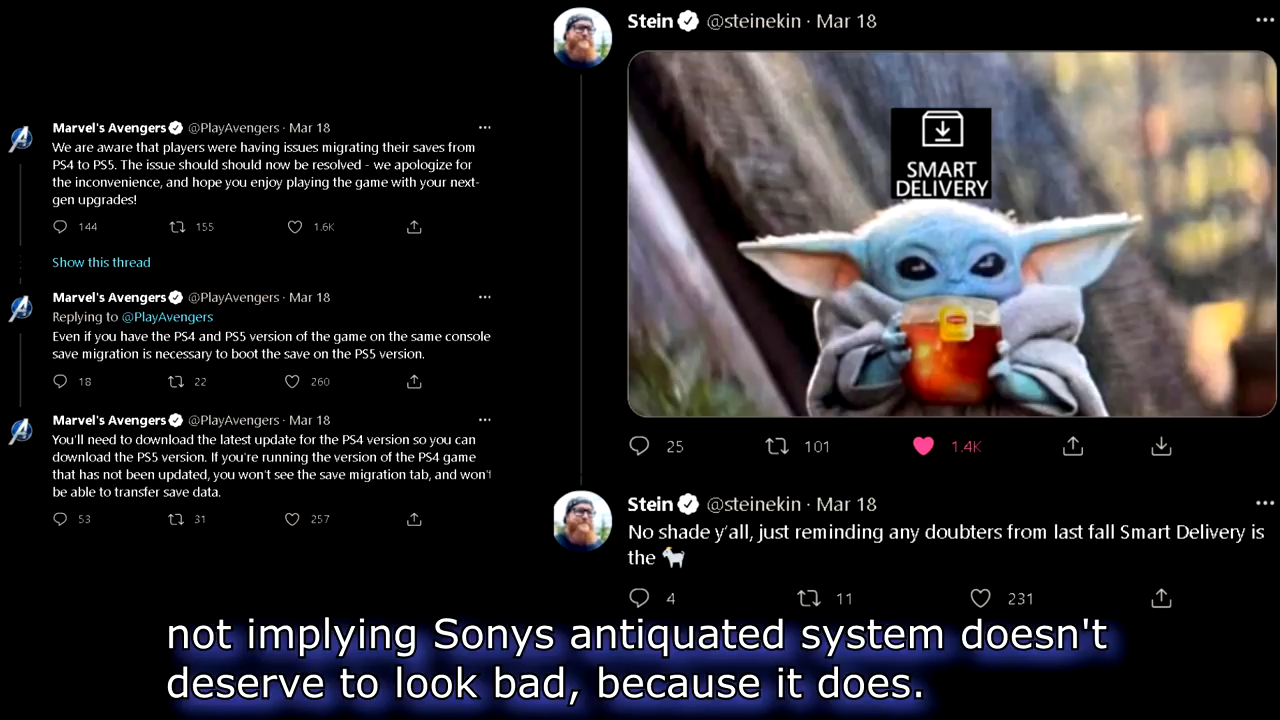 Marvel's Avengers @PlayAvengers · Mar 18
We are aware that players were having issues migrating their saves from
PS4 to PS5. The issue should should now be resolved - we apologize for
the inconvenience, and hope you enjoy playing the game with your next-
gen upgrades!
144 155 1.6K
Show this thread
Marvel's Avengers @PlayAvengers · Mar 18
Replying to @PlayAvengers
Even if you have the PS4 and PS5 version of the game on the same console
save migration is necessary to boot the save on the PS5 version.
18 22 260
Marvel's Avengers @PlayAvengers · Mar 18
You'll need to download the latest update for the PS4 version so you can
download the PS5 version. If you're running the version of the PS4 game
that has not been updated, you won't see the save migration tab, and won't
be able to transfer save data.
53 31 257
Stein @steinekin · Mar 18
SMART
DELIVERY
25 101 1.4K
Stein @steinekin · Mar 18
No shade y'all, just reminding any doubters from last fall Smart Delivery is
the 🐐
4 11 231
not implying Sonys antiquated system doesn't
deserve to look bad, because it does.